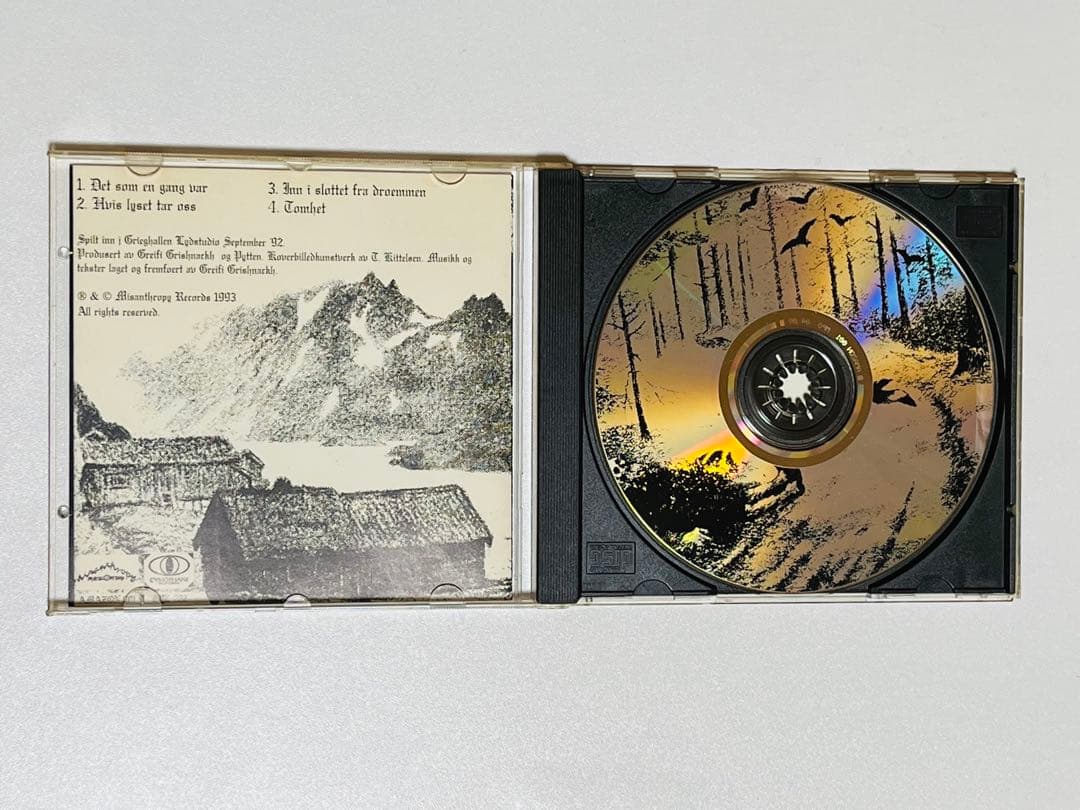 1. Det som en gang var
2. Hvis lyset tar oss
3. Inn i slottet fra droemmen
4. Tomhet
Spilt inn i Grieghallen Lydstudio September '92.
Produsert av Greifi Grishnackh og Pytten. Koverbilledkunstverk av T. Kittelsen. Musikk og
tekster laget og fremfoert av Greifi Grishnackh.
℗ & © Misanthropy Records 1993
All rights reserved.
CYMOPHANE